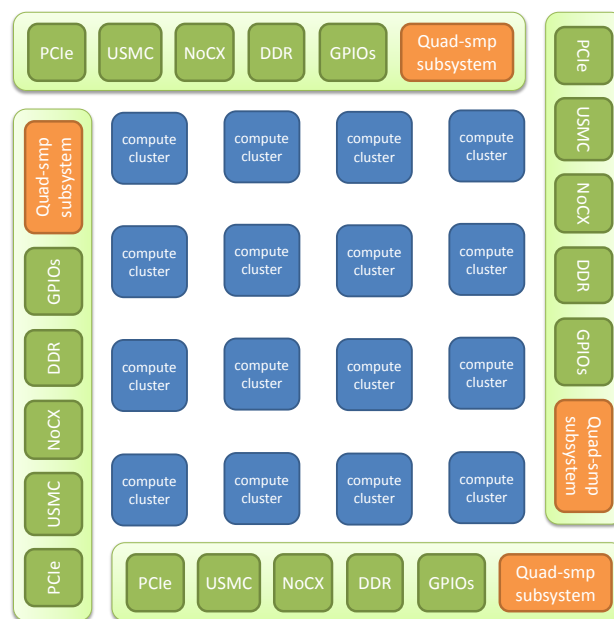 PCIe
USMC
NoCX
DDR
GPIOs
Quad-smp
subsystem
PCIe
USMC
NoCX
DDR
GPIOs
Quad-smp
subsystem
Quad-smp
subsystem
GPIOs
DDR
NoCX
USMC
PCIe
compute
cluster
compute
cluster
compute
cluster
compute
cluster
compute
cluster
compute
cluster
compute
cluster
compute
cluster
compute
cluster
compute
cluster
compute
cluster
compute
cluster
compute
cluster
compute
cluster
compute
cluster
compute
cluster
PCIe
USMC
NoCX
DDR
GPIOs
Quad-smp
subsystem